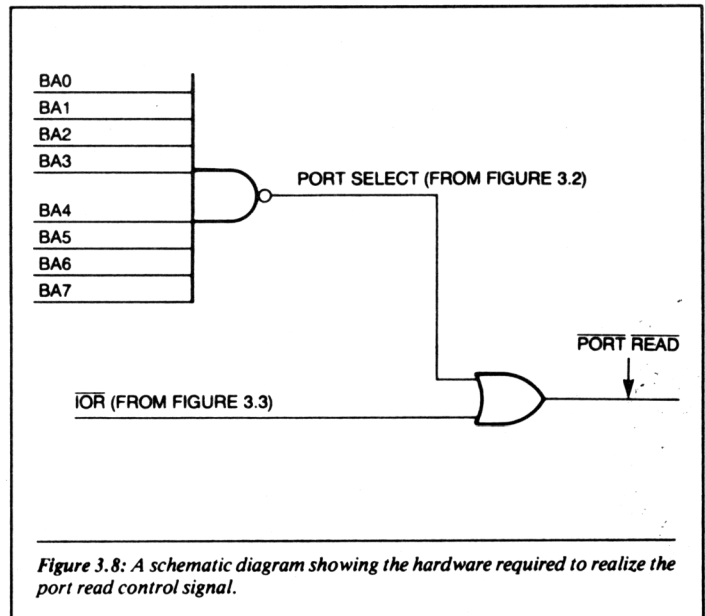 BA0
BA1
BA2
BA3
BA4
BA5
BA6
BA7
PORT SELECT (FROM FIGURE 3.2)
PORT READ
IOR (FROM FIGURE 3.3)
Figure 3.8: A schematic diagram showing the hardware required to realize the
port read control signal.